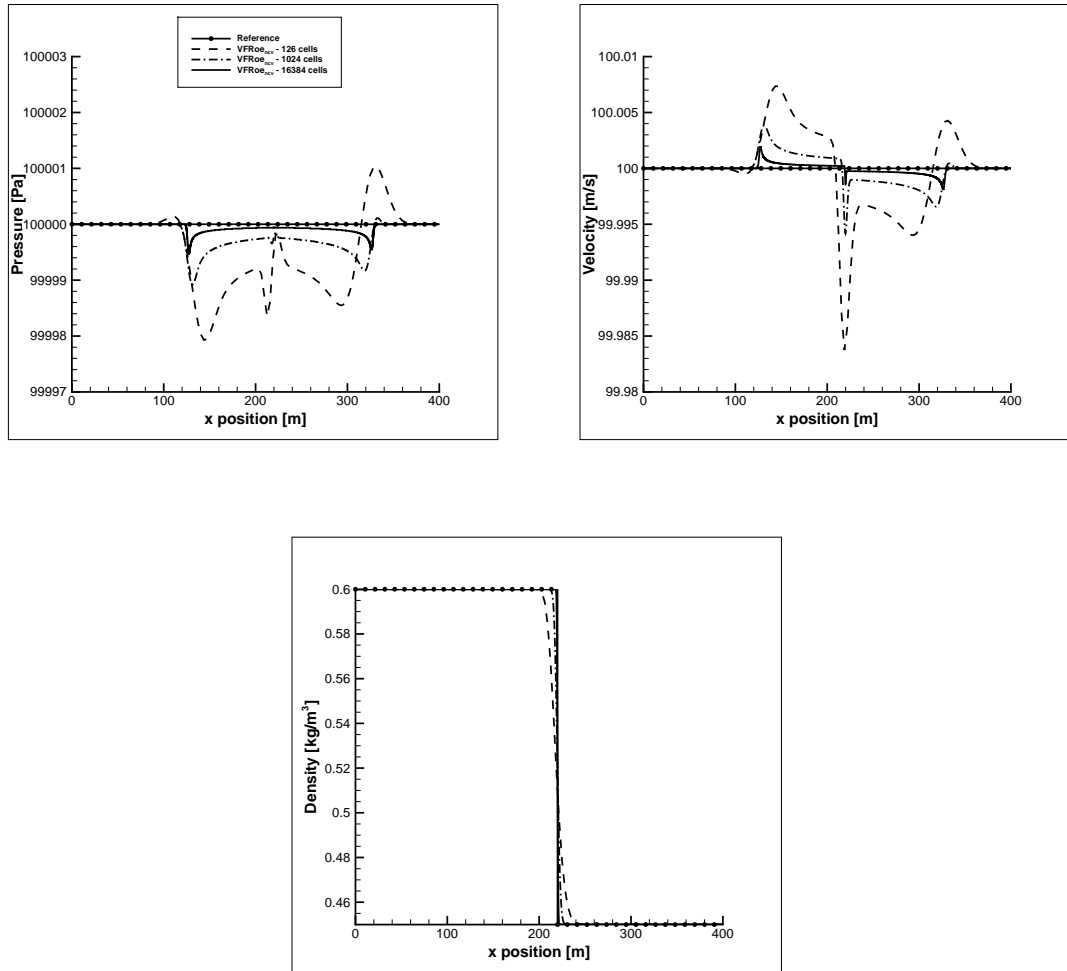 Reference
VFRoe_ncv - 126 cells
VFRoe_ncv - 1024 cells
VFRoe_ncv - 16384 cells
100003
100002
100001
100000
99999
99998
99997
Pressure [Pa]
0 100 200 300 400
x position [m]
100.01
100.005
100
99.995
99.99
99.985
99.98
Velocity [m/s]
0 100 200 300 400
x position [m]
0.6
0.58
0.56
0.54
0.52
0.5
0.48
0.46
Density [kg/m³]
0 100 200 300 400
x position [m]